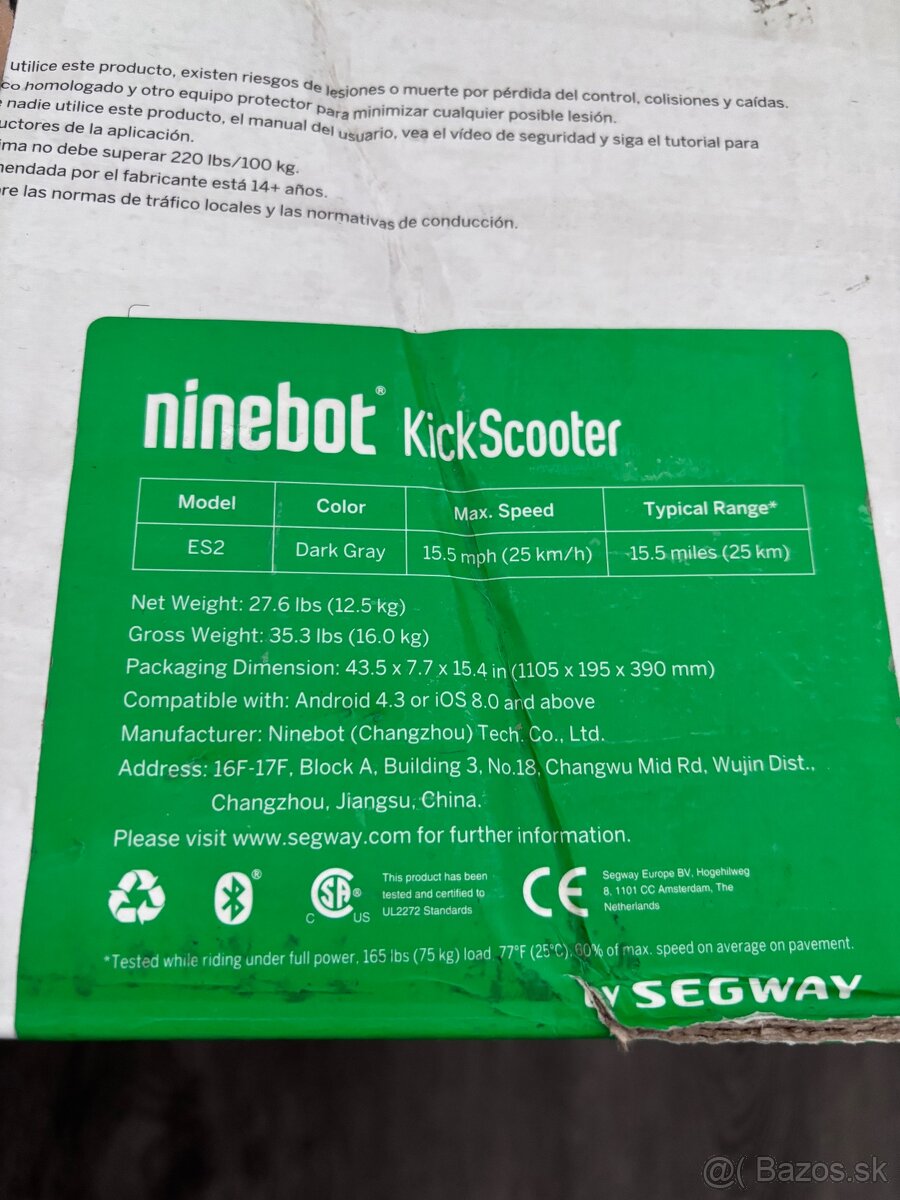 utilice este producto, existen riesgos de lesiones o muerte por pérdida del control, colisiones y caídas.
co homologado y otro equipo protector para minimizar cualquier posible lesión.
nadie utilice este producto, el manual del usuario, vea el vídeo de seguridad y siga el tutorial para
uctores de la aplicación.
ima no debe superar 220 lbs/100 kg.
mendada por el fabricante está 14+ años.
re las normas de tráfico locales y las normativas de conducción.
ninebot® KickScooter
Model Color Max. Speed Typical Range*
ES2 Dark Gray 15.5 mph (25 km/h) 15.5 miles (25 km)
Net Weight: 27.6 lbs (12.5 kg)
Gross Weight: 35.3 lbs (16.0 kg)
Packaging Dimension: 43.5 x 7.7 x 15.4 in (1105 x 195 x 390 mm)
Compatible with: Android 4.3 or iOS 8.0 and above
Manufacturer: Ninebot (Changzhou) Tech. Co., Ltd.
Address: 16F-17F, Block A, Building 3, No.18, Changwu Mid Rd, Wujin Dist.,
Changzhou, Jiangsu, China.
Please visit www.segway.com for further information.
® C SA® US
This product has been
tested and certified to
UL2272 Standards
CE
Segway Europe BV, Hogehilweg
8, 1101 CC Amsterdam, The
Netherlands
*Tested while riding under full power, 165 lbs (75 kg) load, 77°F (25°C), 60% of max. speed on average on pavement.
by SEGWAY
@( Bazos.sk